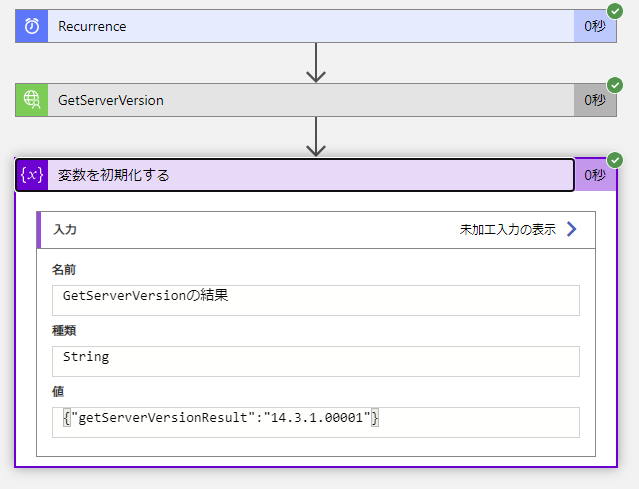 Recurrence 0秒
GetServerVersion 0秒
{x} 変数を初期化する 0秒
入力 未加工入力の表示
名前
GetServerVersionの結果
種類
String
値
{"getServerVersionResult":"14.3.1.00001"}